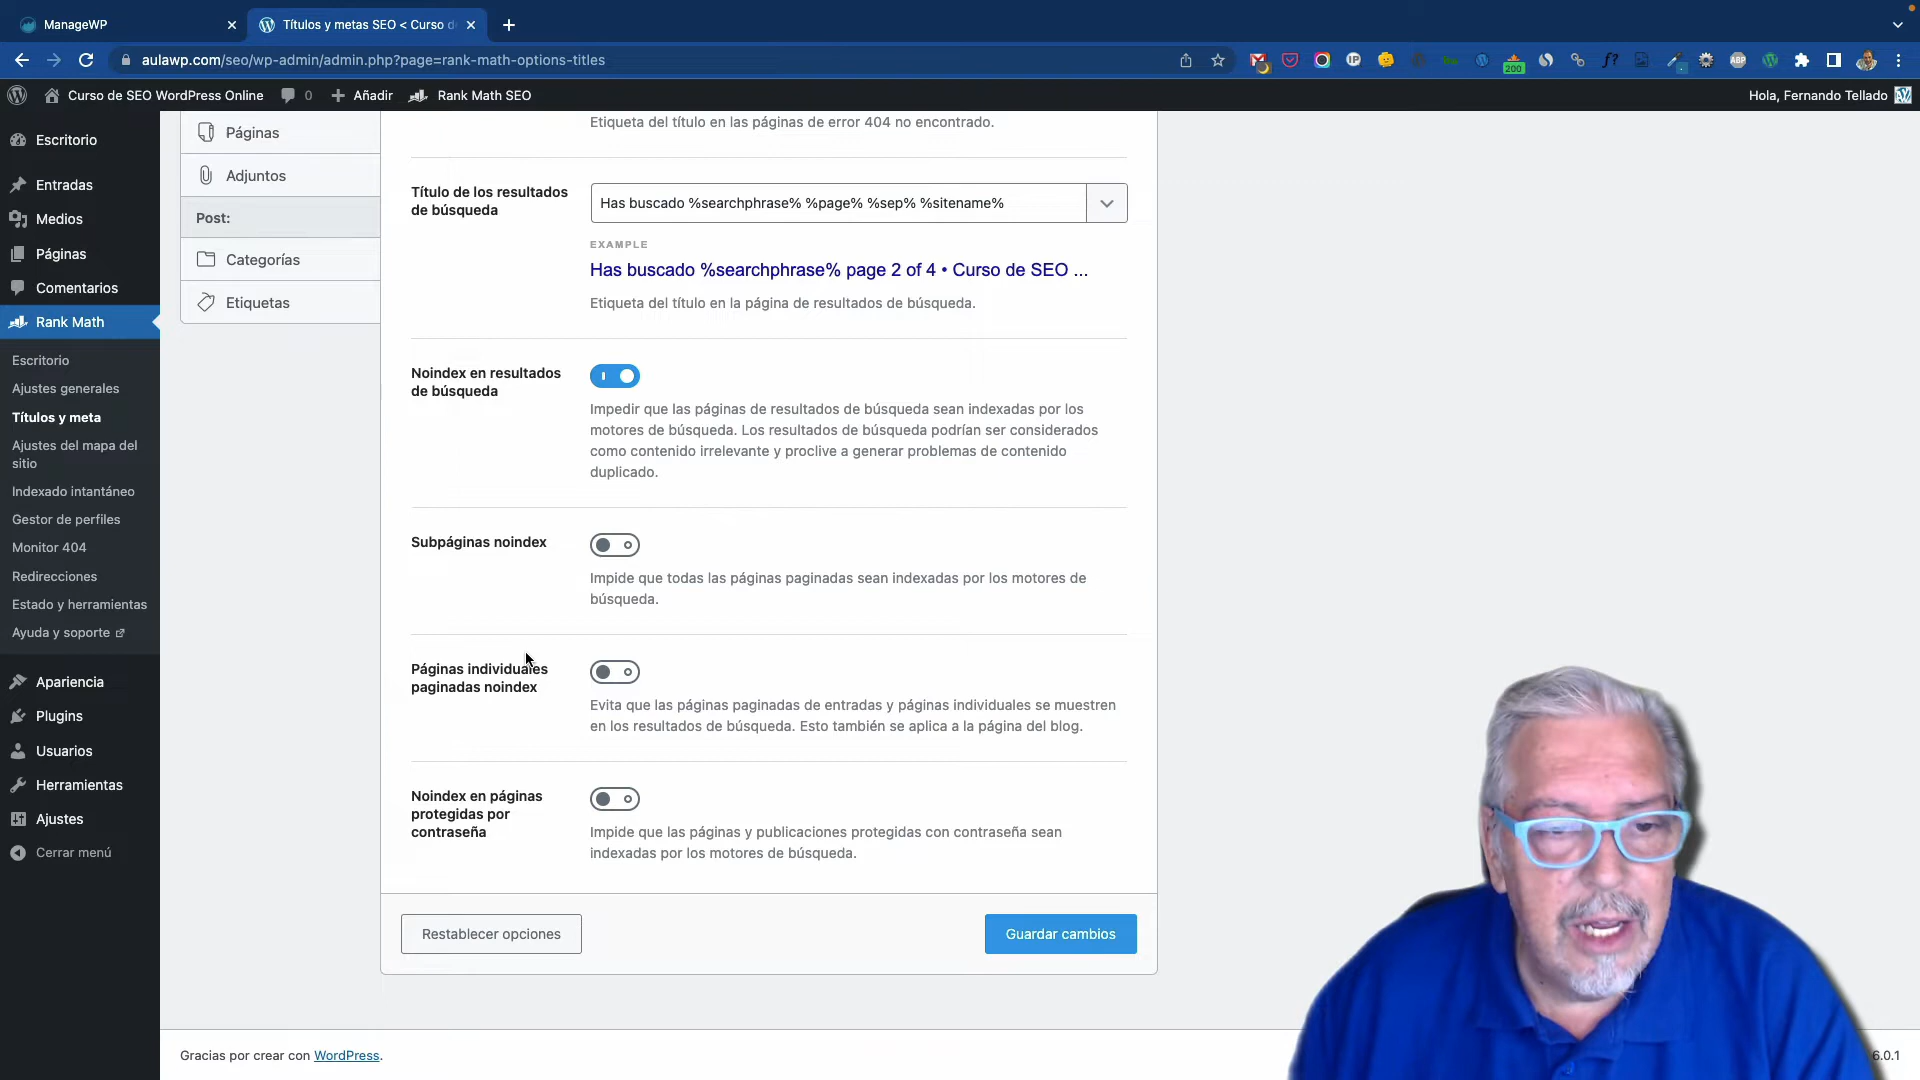 ManageWP
Títulos y metas SEO < Curso d
aulawp.com/seo/wp-admin/admin.php?page=rank-math-options-titles
200
ABP
Curso de SEO WordPress Online
0
Añadir
Rank Math SEO
Hola, Fernando Tellado
Escritorio
Entradas
Medios
Páginas
Comentarios
Rank Math
Escritorio
Ajustes generales
Títulos y meta
Ajustes del mapa del
sitio
Indexado intantáneo
Gestor de perfiles
Monitor 404
Redirecciones
Estado y herramientas
Ayuda y soporte
Apariencia
Plugins
Usuarios
Herramientas
Ajustes
Cerrar menú
Páginas
Adjuntos
Post:
Categorías
Etiquetas
Etiqueta del título en las páginas de error 404 no encontrado.
Título de los resultados
de búsqueda
Has buscado %searchphrase% %page% %sep% %sitename%
EXAMPLE
Has buscado %searchphrase% page 2 of 4 • Curso de SEO ...
Etiqueta del título en la página de resultados de búsqueda.
Noindex en resultados
de búsqueda
Impedir que las páginas de resultados de búsqueda sean indexadas por los
motores de búsqueda. Los resultados de búsqueda podrían ser considerados
como contenido irrelevante y proclive a generar problemas de contenido
duplicado.
Subpáginas noindex
Impide que todas las páginas paginadas sean indexadas por los motores de
búsqueda.
Páginas individuales
paginadas noindex
Evita que las páginas paginadas de entradas y páginas individuales se muestren
en los resultados de búsqueda. Esto también se aplica a la página del blog.
Noindex en páginas
protegidas por
contraseña
Impide que las páginas y publicaciones protegidas con contraseña sean
indexadas por los motores de búsqueda.
Restablecer opciones
Guardar cambios
Gracias por crear con WordPress.
6.0.1